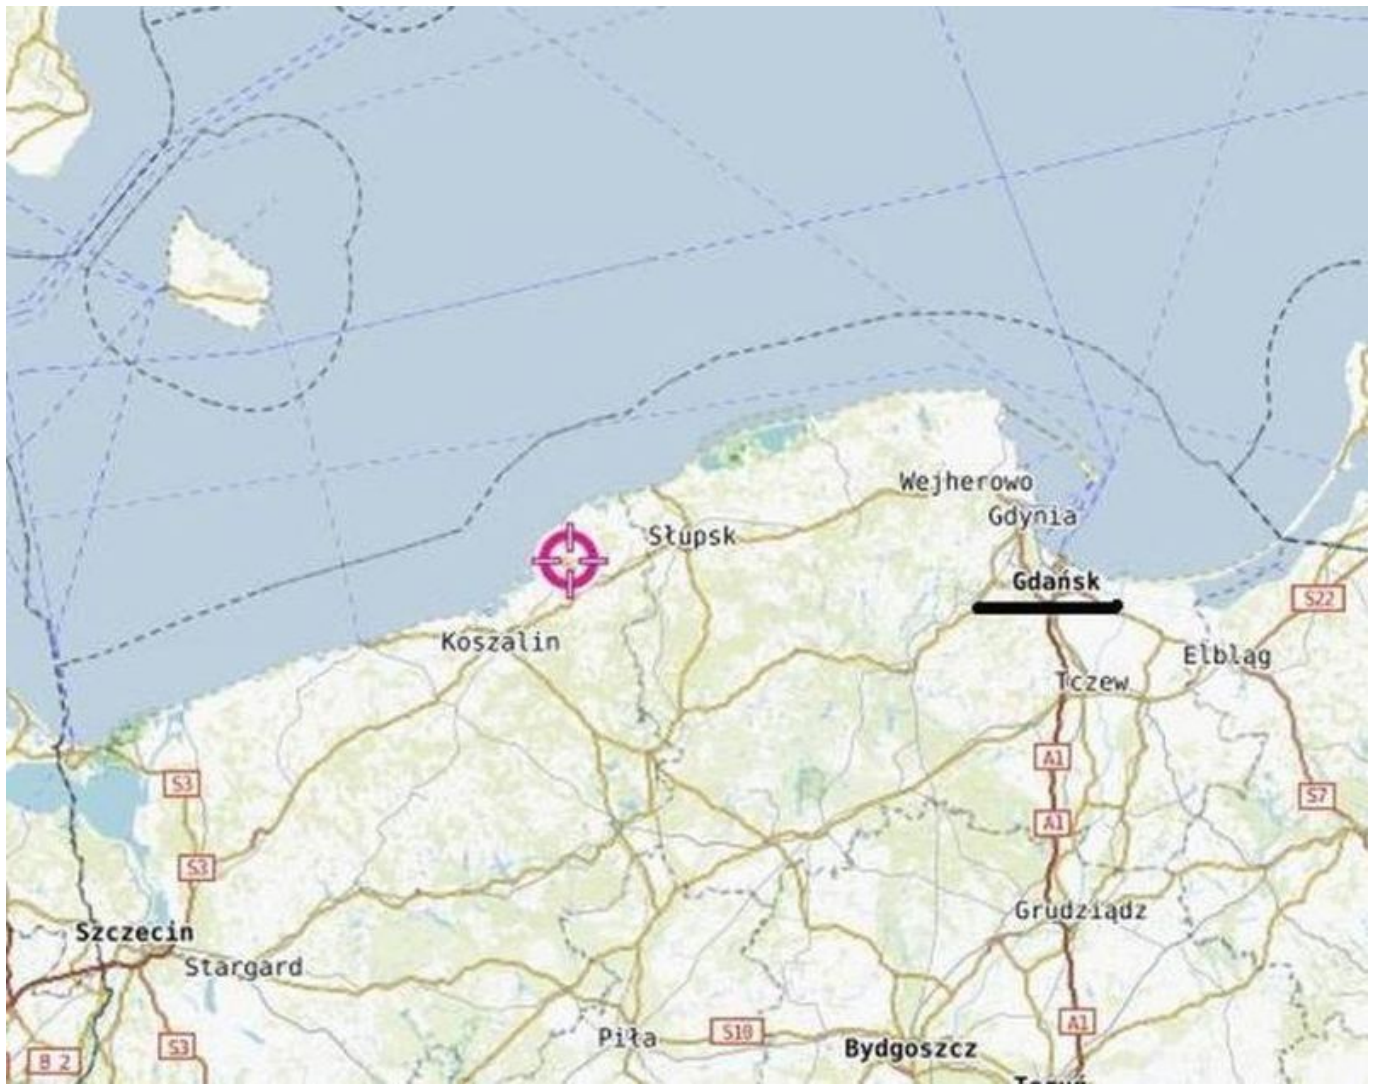 Wejherowo
Gdynia
Słupsk
Gdańsk
S22
Koszalin
Elbląg
Tczew
A1
S3
S7
A1
S3
Grudziądz
Szczecin
Stargard
A1
S10
Piła
S3
Bydgoszcz
B 2